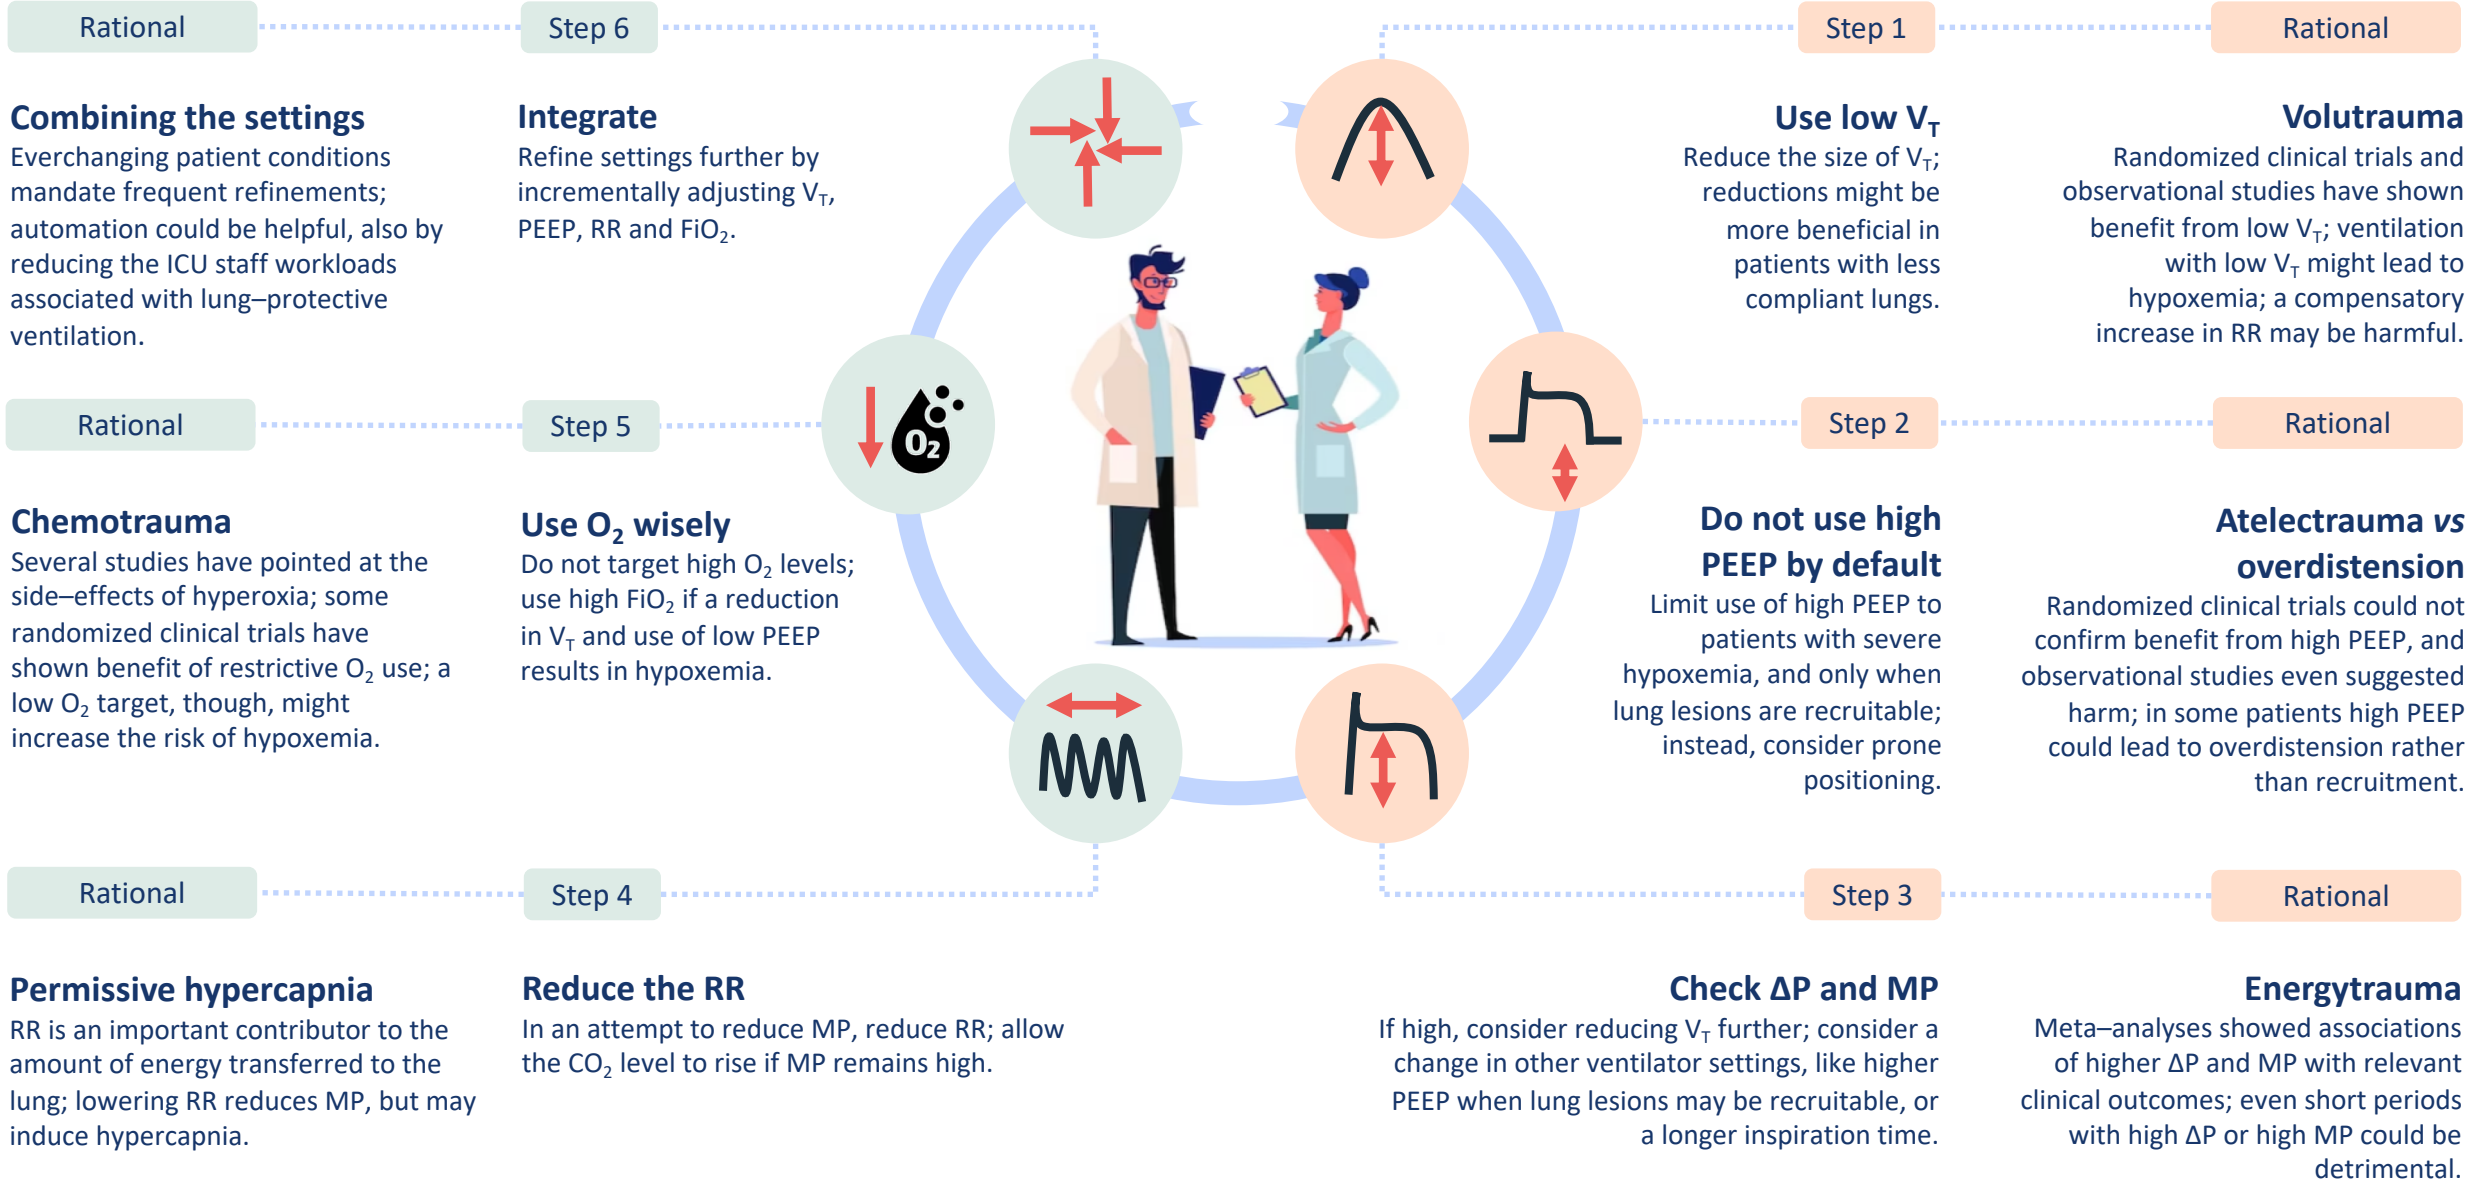 Rational
Step 6
Combining the settings
Everchanging patient conditions
mandate frequent refinements;
automation could be helpful, also by
reducing the ICU staff workloads
associated with lung–protective
ventilation.
Integrate
Refine settings further by
incrementally adjusting V_T,
PEEP, RR and FiO₂.
Step 1
Rational
Use low V_T
Reduce the size of V_T;
reductions might be
more beneficial in
patients with less
compliant lungs.
Volutrauma
Randomized clinical trials and
observational studies have shown
benefit from low V_T; ventilation
with low V_T might lead to
hypoxemia; a compensatory
increase in RR may be harmful.
Rational
Step 5
Chemotrauma
Several studies have pointed at the
side–effects of hyperoxia; some
randomized clinical trials have
shown benefit of restrictive O₂ use; a
low O₂ target, though, might
increase the risk of hypoxemia.
Use O₂ wisely
Do not target high O₂ levels;
use high FiO₂ if a reduction
in V_T and use of low PEEP
results in hypoxemia.
O₂
Step 2
Rational
Do not use high
PEEP by default
Limit use of high PEEP to
patients with severe
hypoxemia, and only when
lung lesions are recruitable;
instead, consider prone
positioning.
Atelectrauma vs
overdistension
Randomized clinical trials could not
confirm benefit from high PEEP, and
observational studies even suggested
harm; in some patients high PEEP
could lead to overdistension rather
than recruitment.
Rational
Step 4
Permissive hypercapnia
RR is an important contributor to the
amount of energy transferred to the
lung; lowering RR reduces MP, but may
induce hypercapnia.
Reduce the RR
In an attempt to reduce MP, reduce RR; allow
the CO₂ level to rise if MP remains high.
Step 3
Rational
Check ΔP and MP
If high, consider reducing V_T further; consider a
change in other ventilator settings, like higher
PEEP when lung lesions may be recruitable, or
a longer inspiration time.
Energytrauma
Meta–analyses showed associations
of higher ΔP and MP with relevant
clinical outcomes; even short periods
with high ΔP or high MP could be
detrimental.